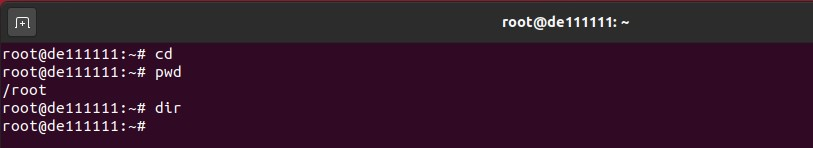 root@de111111: ~
root@de111111:~# cd
root@de111111:~# pwd
/root
root@de111111:~# dir
root@de111111:~#